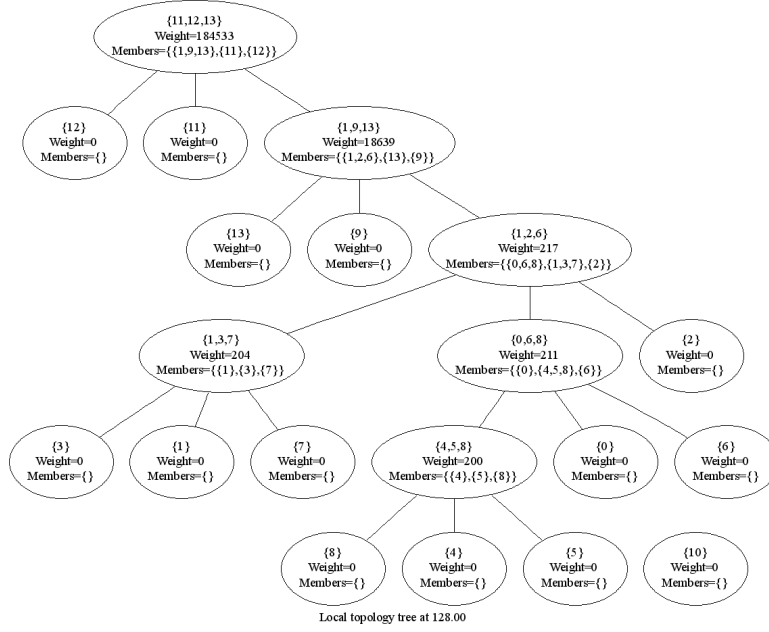 {11,12,13}
Weight=184533
Members={{1,9,13},{11},{12}}
{12}
Weight=0
Members={}
{11}
Weight=0
Members={}
{1,9,13}
Weight=18639
Members={{1,2,6},{13},{9}}
{13}
Weight=0
Members={}
{9}
Weight=0
Members={}
{1,2,6}
Weight=217
Members={{0,6,8},{1,3,7},{2}}
{1,3,7}
Weight=204
Members={{1},{3},{7}}
{0,6,8}
Weight=211
Members={{0},{4,5,8},{6}}
{2}
Weight=0
Members={}
{3}
Weight=0
Members={}
{1}
Weight=0
Members={}
{7}
Weight=0
Members={}
{4,5,8}
Weight=200
Members={{4},{5},{8}}
{0}
Weight=0
Members={}
{6}
Weight=0
Members={}
{8}
Weight=0
Members={}
{4}
Weight=0
Members={}
{5}
Weight=0
Members={}
{10}
Weight=0
Members={}
Local topology tree at 128.00